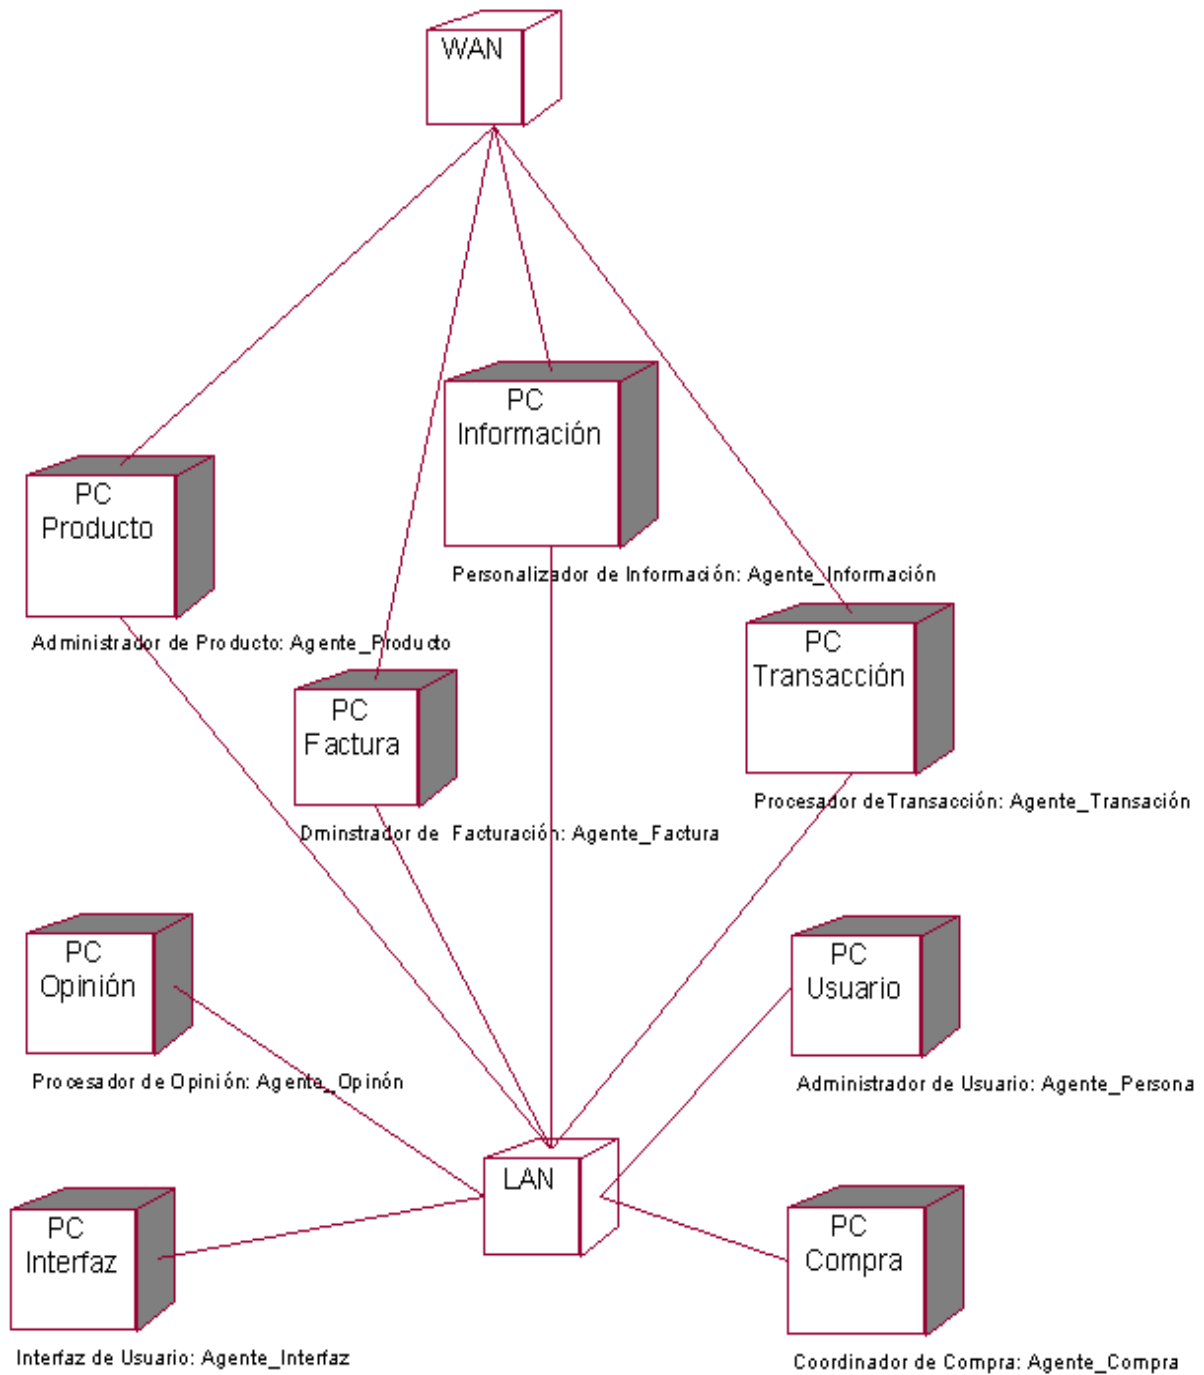 WAN
PC
Información
Personalizador de Información: Agente_Información
PC
Producto
Administrador de Producto: Agente_Producto
PC
Transacción
Procesador deTransacción: Agente_Transación
PC
Factura
Dminstrador de Facturación: Agente_Factura
PC
Opinión
Procesador de Opinión: Agente_Opinón
PC
Usuario
Administrador de Usuario: Agente_Persona
LAN
PC
Interfaz
Interfaz de Usuario: Agente_Interfaz
PC
Compra
Coordinador de Compra: Agente_Compra